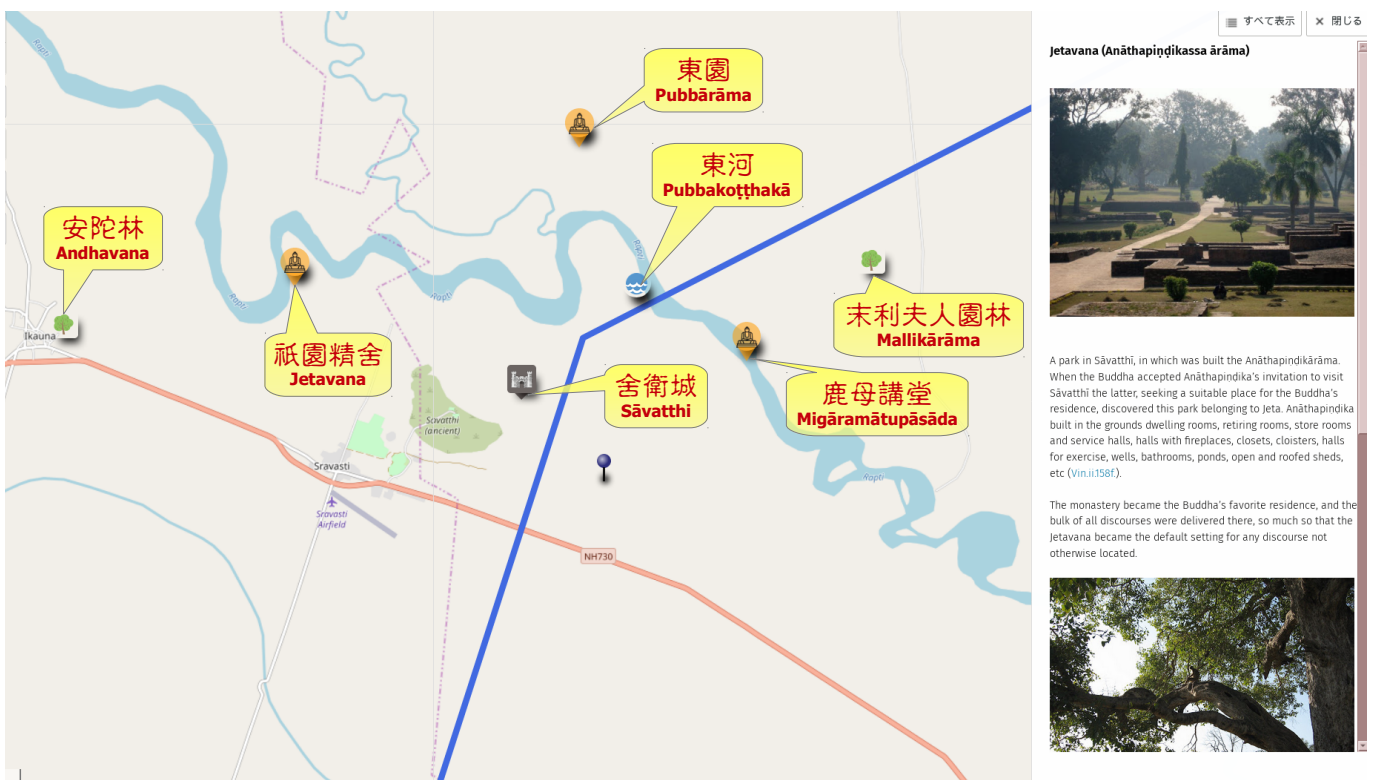 すべて表示
× 閉じる
Rapti
東園
Pubbārāma
東河
Pubbakoṭṭhakā
安陀林
Andhavana
Rapti
Rapti
Rapti
末利夫人園林
Mallikārāma
Ikauna
祇園精舍
Jetavana
舍衛城
Sāvatthi
鹿母講堂
Migāramātupāsāda
Savatthi
(ancient)
Sravasti
Rapti
Sravasti
Airfield
NH730
Jetavana (Anāthapiṇḍikassa ārāma)
A park in Sāvatthī, in which was built the Anāthapiṇḍikārāma.
When the Buddha accepted Anāthapiṇḍika’s invitation to visit
Sāvatthī the latter, seeking a suitable place for the Buddha’s
residence, discovered this park belonging to Jeta. Anāthapiṇḍika
built in the grounds dwelling rooms, retiring rooms, store rooms
and service halls, halls with fireplaces, closets, cloisters, halls
for exercise, wells, bathrooms, ponds, open and roofed sheds,
etc (Vin.ii.158f.).
The monastery became the Buddha’s favorite residence, and the
bulk of all discourses were delivered there, so much so that the
Jetavana became the default setting for any discourse not
otherwise located.